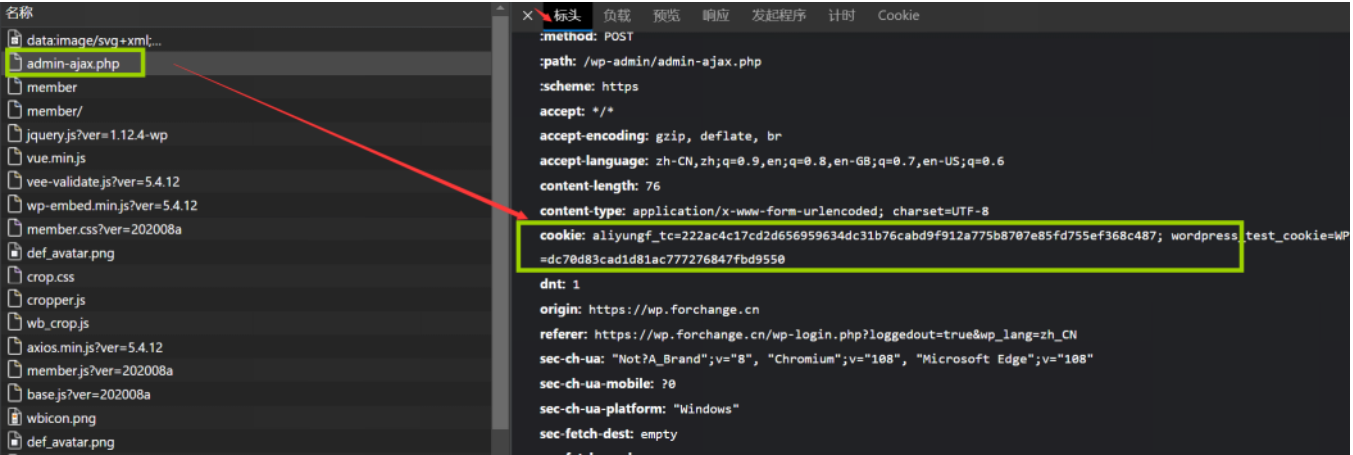 名称
data:image/svg+xml;...
admin-ajax.php
member
member/
jquery.js?ver=1.12.4-wp
vue.min.js
vee-validate.js?ver=5.4.12
wp-embed.min.js?ver=5.4.12
member.css?ver=202008a
def_avatar.png
crop.css
cropper.js
wb_crop.js
axios.min.js?ver=5.4.12
member.js?ver=202008a
base.js?ver=202008a
wbicon.png
def_avatar.png
× 标头 负载 预览 响应 发起程序 计时 Cookie
:method: POST
:path: /wp-admin/admin-ajax.php
:scheme: https
accept: */*
accept-encoding: gzip, deflate, br
accept-language: zh-CN,zh;q=0.9,en;q=0.8,en-GB;q=0.7,en-US;q=0.6
content-length: 76
content-type: application/x-www-form-urlencoded; charset=UTF-8
cookie: aliyungf_tc=222ac4c17cd2d656959634dc31b76cabd9f912a775b8707e85fd755ef368c487; wordpress_test_cookie=WP
=dc70d83cad1d81ac777276847fbd9550
dnt: 1
origin: https://wp.forchange.cn
referer: https://wp.forchange.cn/wp-login.php?loggedout=true&wp_lang=zh_CN
sec-ch-ua: "Not?A_Brand";v="8", "Chromium";v="108", "Microsoft Edge";v="108"
sec-ch-ua-mobile: ?0
sec-ch-ua-platform: "Windows"
sec-fetch-dest: empty